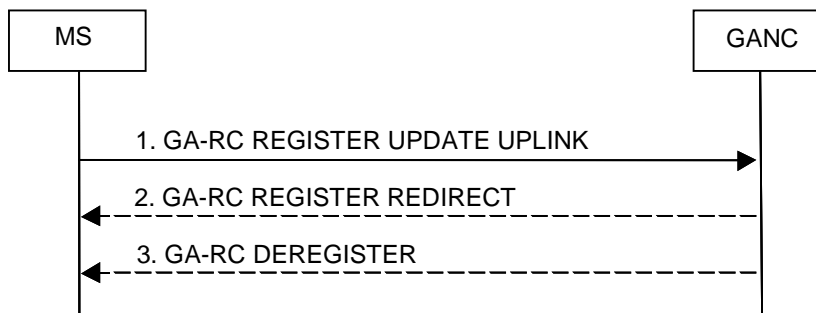 MS
GANC
1. GA-RC REGISTER UPDATE UPLINK
2. GA-RC REGISTER REDIRECT
3. GA-RC DEREGISTER